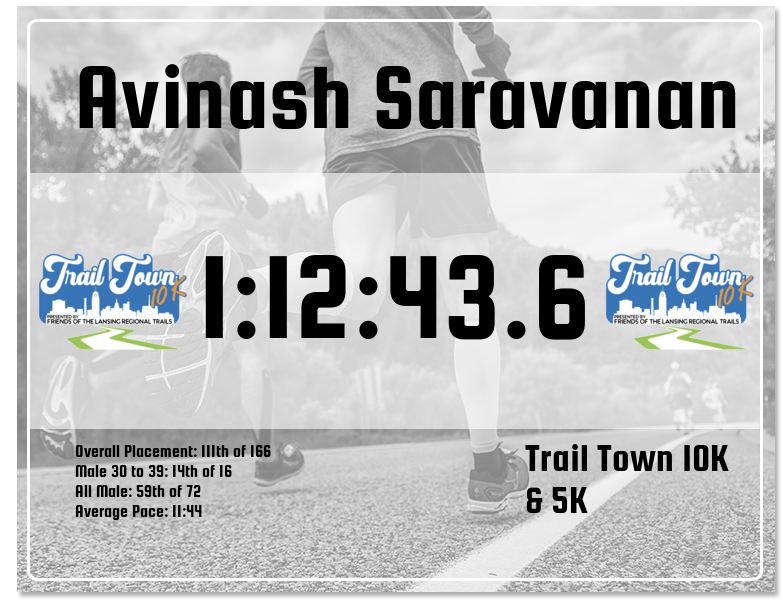 Avinash Saravanan
Trail Town
10K
PRESENTED BY
FRIENDS OF THE LANSING REGIONAL TRAILS
1:12:43.6
Trail Town
10K
PRESENTED BY
FRIENDS OF THE LANSING REGIONAL TRAILS
Overall Placement: 111th of 166
Male 30 to 39: 14th of 16
All Male: 59th of 72
Average Pace: 11:44
Trail Town 10K
& 5K